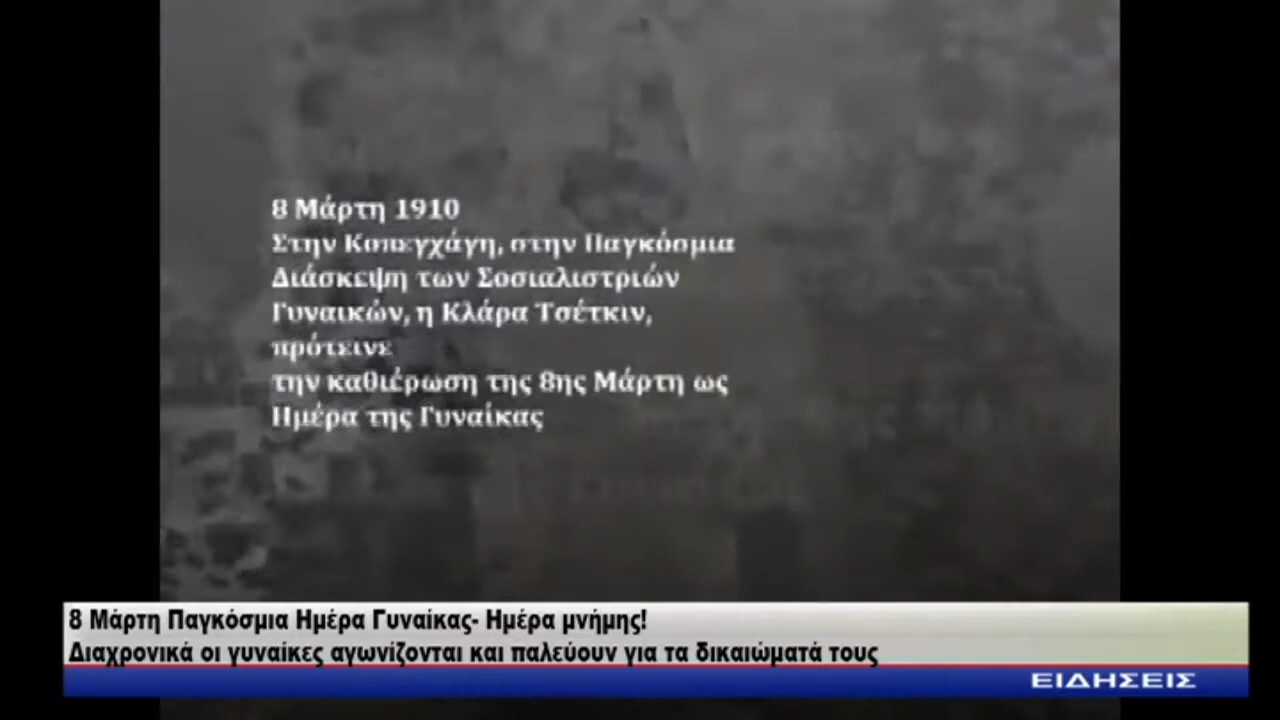 8 Μάρτη 1910
Στην Κοπεγχάγη, στην Παγκόσμια
Διάσκεψη των Σοσιαλιστριών
Γυναικών, η Κλάρα Τσέτκιν,
πρότεινε
την καθιέρωση της 8ης Μάρτη ως
Ημέρα της Γυναίκας
8 Μάρτη Παγκόσμια Ημέρα Γυναίκας- Ημέρα μνήμης!
Διαχρονικά οι γυναίκες αγωνίζονται και παλεύουν για τα δικαιώματά τους
ΕΙΔΗΣΕΙΣ